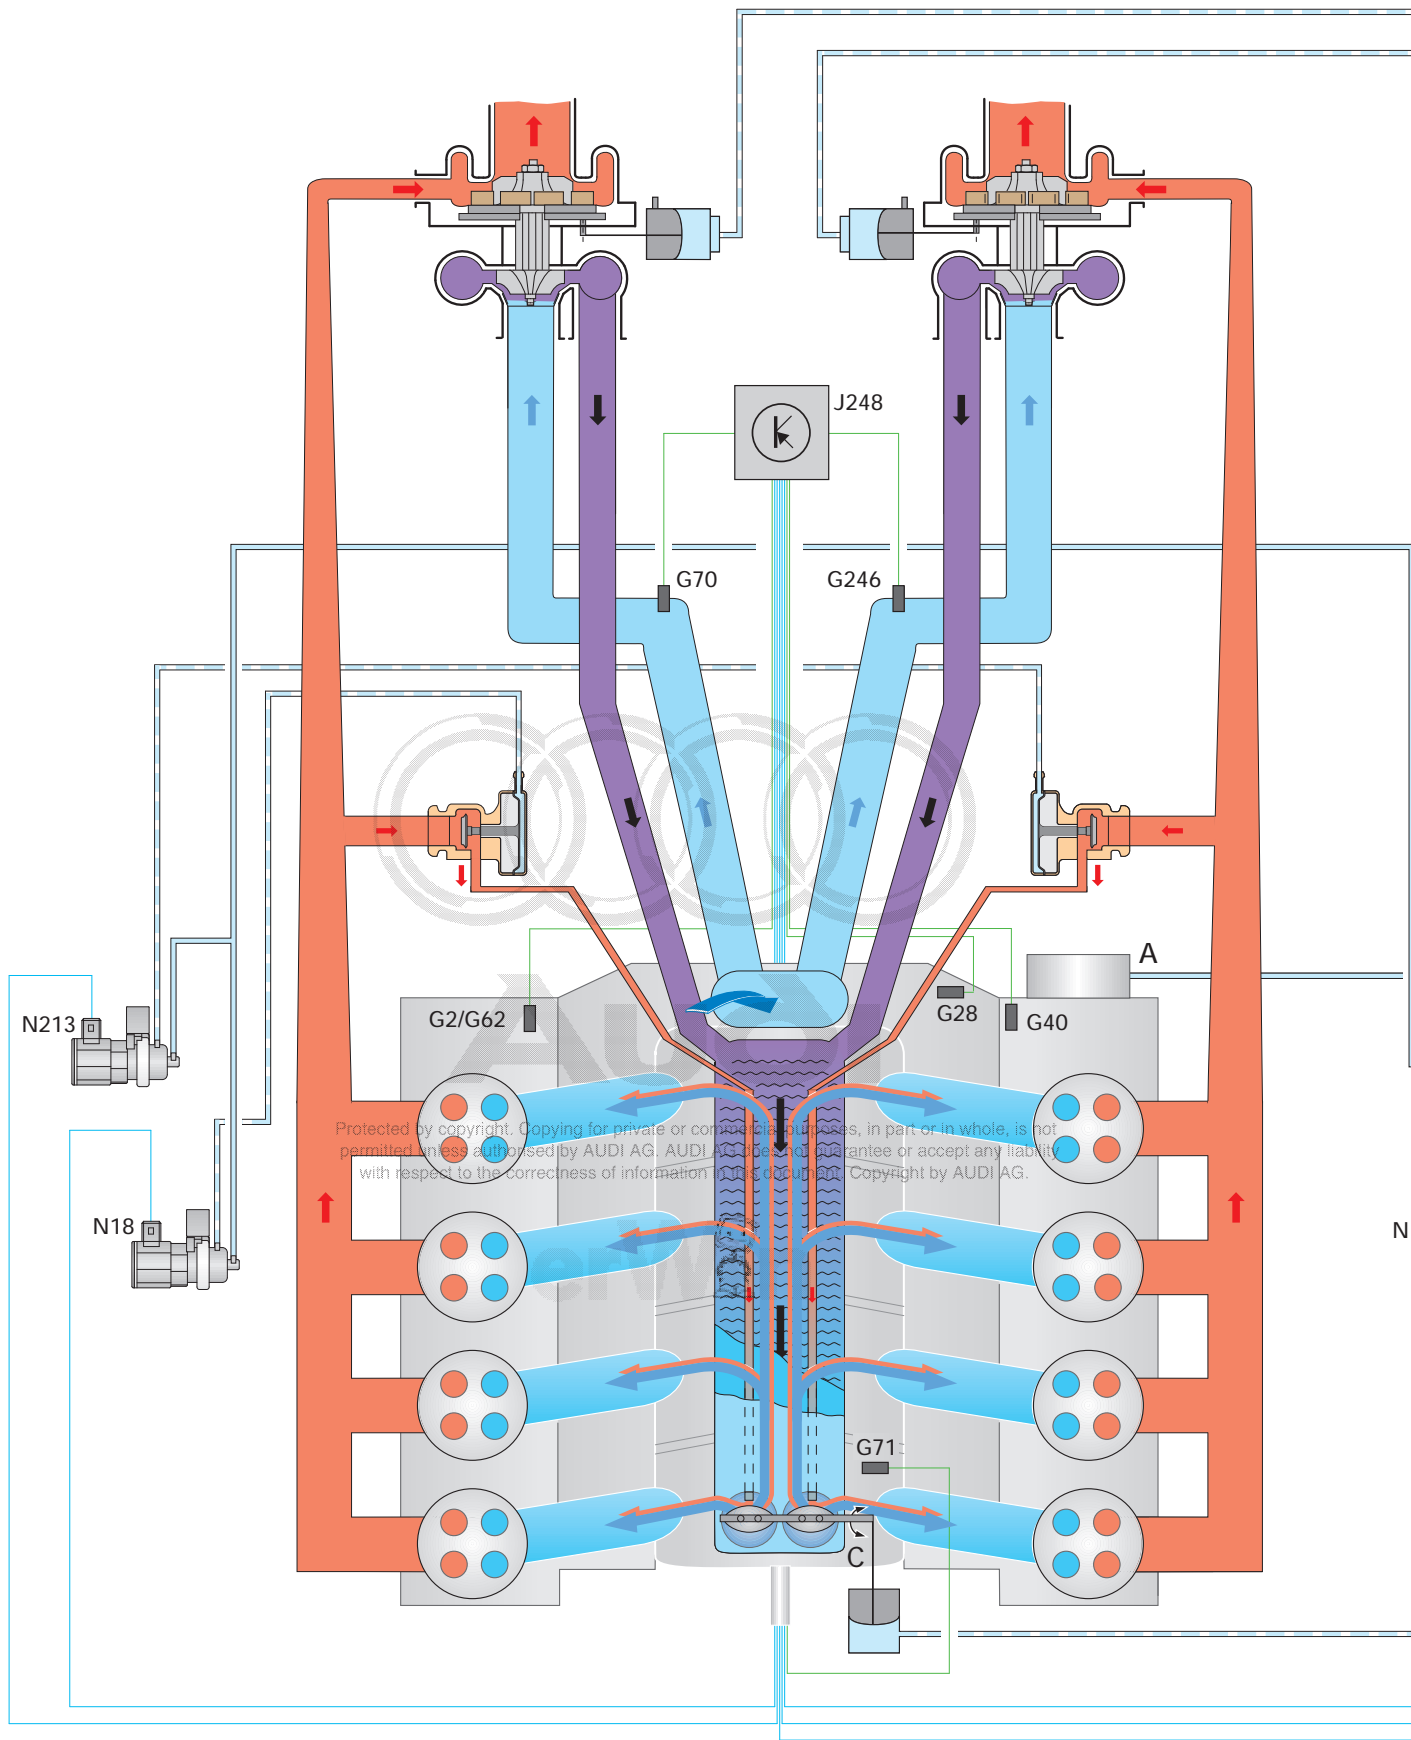 J248
G70
G246
A
G2/G62
G28
G40
N213
Audi
Protected by copyright. Copying for private or commercial purposes, in part or in whole, is not
permitted unless authorised by AUDI AG. AUDI AG does not guarantee or accept any liability
with respect to the correctness of information in this document. Copyright by AUDI AG.
N18
N
G71
C